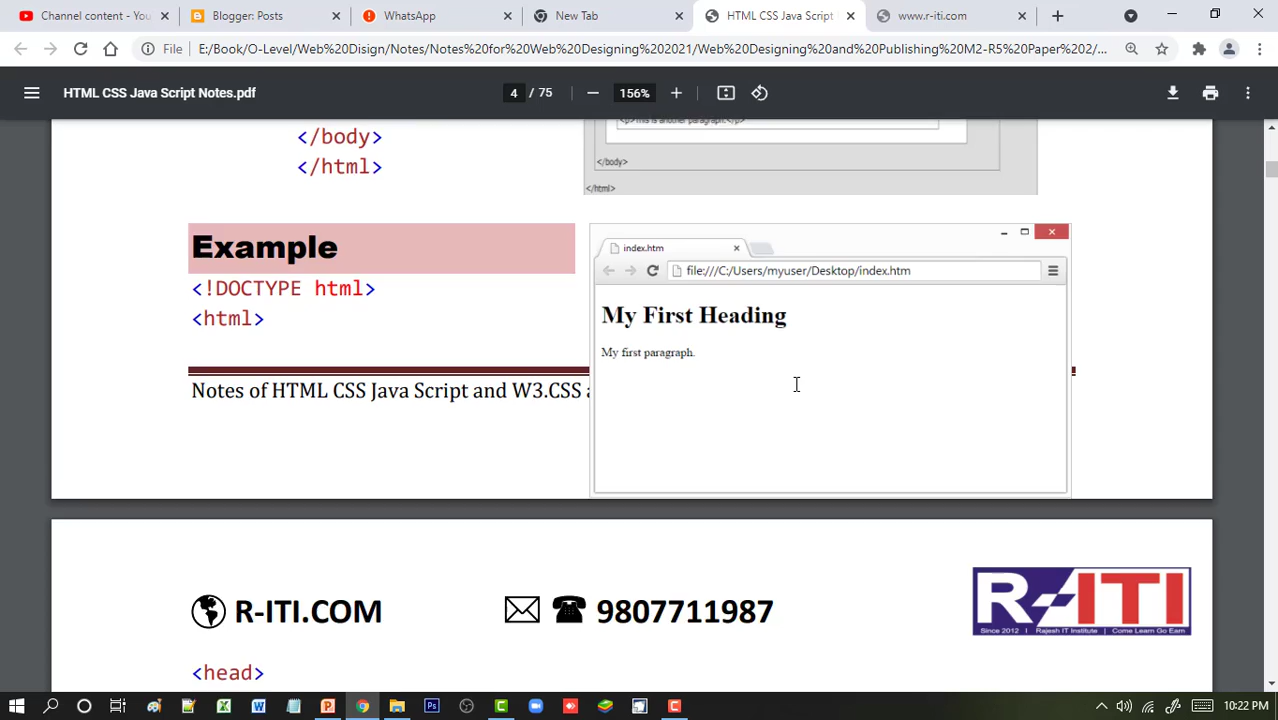 Channel content - You
Blogger: Posts
WhatsApp
New Tab
HTML CSS Java Script
www.r-iti.com
File
E:/Book/O-Level/Web%20Disign/Notes/Notes%20for%20Web%20Designing%202021/Web%20Designing%20and%20Publishing%20M2-R5%20Paper%202/...
HTML CSS Java Script Notes.pdf
4 / 75
156%
<p>This is another paragraph.</p>
</body>
</body>
</html>
</html>
Example
<!DOCTYPE html>
<html>
index.htm
file:///C:/Users/myuser/Desktop/index.htm
My First Heading
My first paragraph.
Notes of HTML CSS Java Script and W3.CSS a
R-ITI.COM
9807711987
R-ITI
Since 2012 | Rajesh IT Institute | Come Learn Go Earn
<head>
10:22 PM